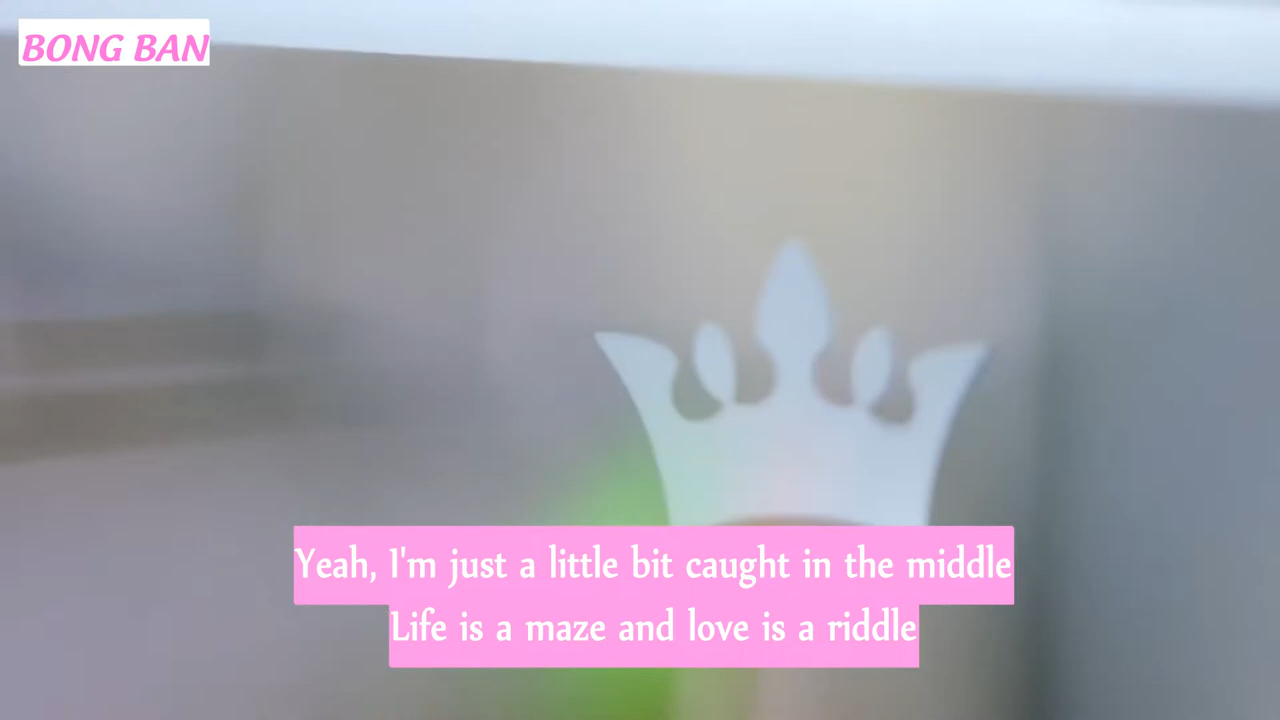 BONG BAN
Yeah, I'm just a little bit caught in the middle
Life is a maze and love is a riddle